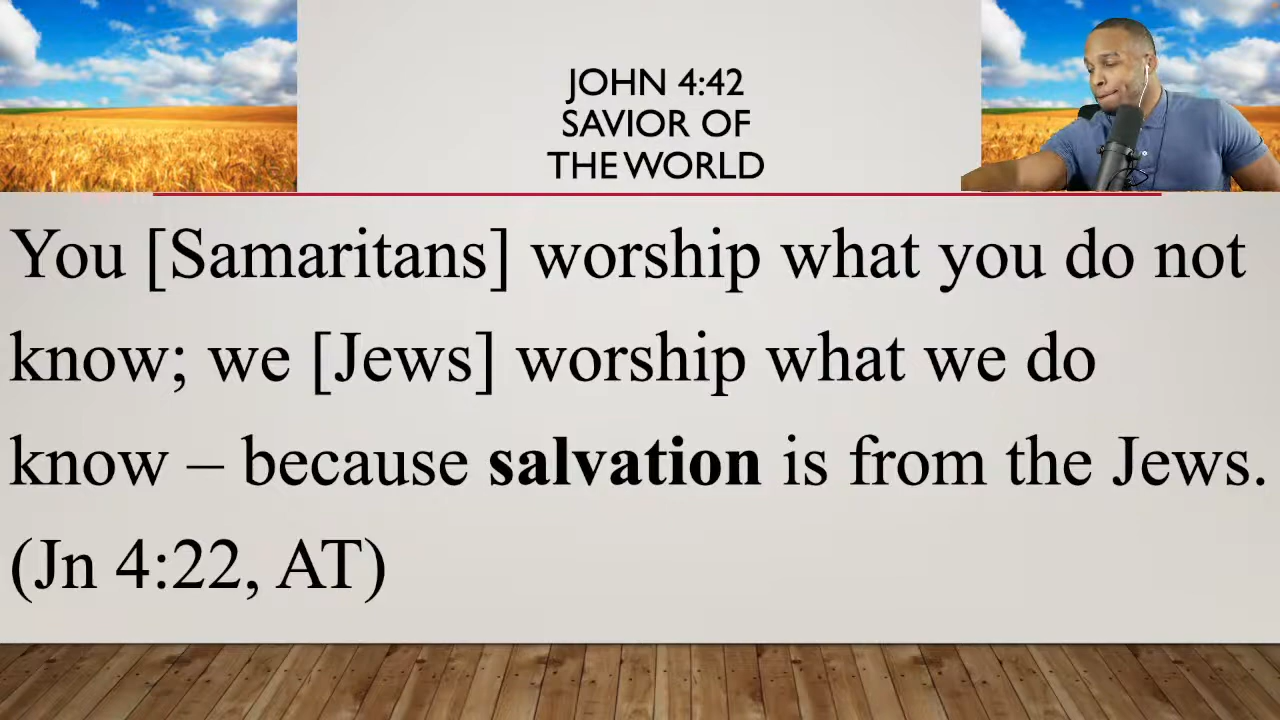 JOHN 4:42
SAVIOR OF
THE WORLD
You [Samaritans] worship what you do not
know; we [Jews] worship what we do
know – because salvation is from the Jews.
(Jn 4:22, AT)